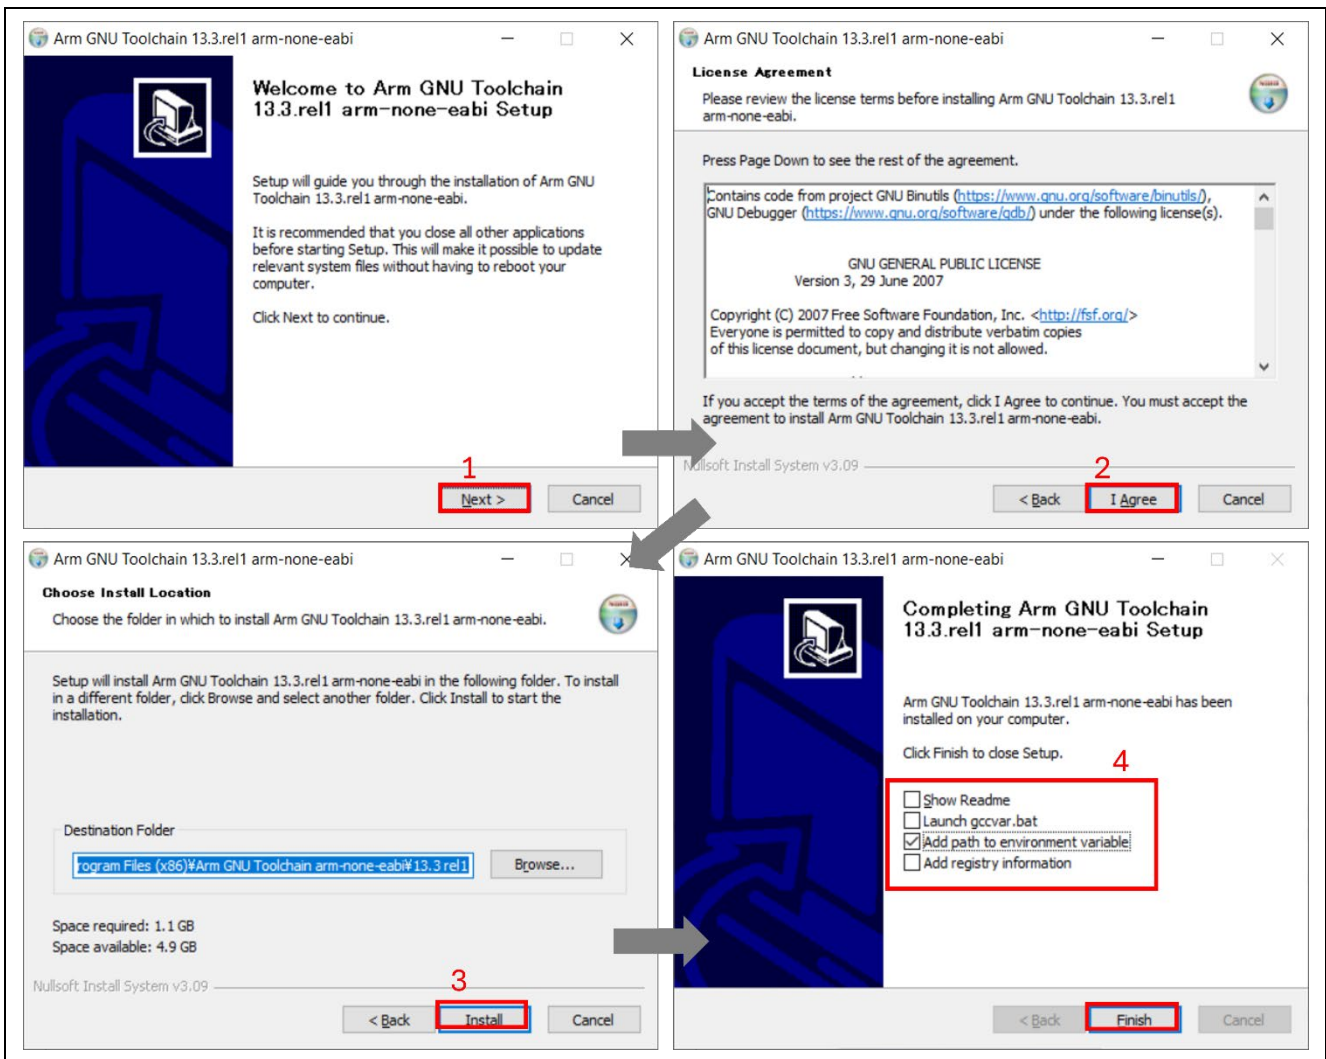 Arm GNU Toolchain 13.3.rel1 arm-none-eabi
Welcome to Arm GNU Toolchain
13.3.rel1 arm-none-eabi Setup
Setup will guide you through the installation of Arm GNU
Toolchain 13.3.rel1 arm-none-eabi.
It is recommended that you close all other applications
before starting Setup. This will make it possible to update
relevant system files without having to reboot your
computer.
Click Next to continue.
1
Next >
Cancel
Arm GNU Toolchain 13.3.rel1 arm-none-eabi
License Agreement
Please review the license terms before installing Arm GNU Toolchain 13.3.rel1
arm-none-eabi.
Press Page Down to see the rest of the agreement.
Contains code from project GNU Binutils (https://www.gnu.org/software/binutils/),
GNU Debugger (https://www.gnu.org/software/gdb/) under the following license(s).
GNU GENERAL PUBLIC LICENSE
Version 3, 29 June 2007
Copyright (C) 2007 Free Software Foundation, Inc. <http://fsf.org/>
Everyone is permitted to copy and distribute verbatim copies
of this license document, but changing it is not allowed.
If you accept the terms of the agreement, click I Agree to continue. You must accept the
agreement to install Arm GNU Toolchain 13.3.rel1 arm-none-eabi.
Nullsoft Install System v3.09
2
< Back
I Agree
Cancel
Arm GNU Toolchain 13.3.rel1 arm-none-eabi
Choose Install Location
Choose the folder in which to install Arm GNU Toolchain 13.3.rel1 arm-none-eabi.
Setup will install Arm GNU Toolchain 13.3.rel1 arm-none-eabi in the following folder. To install
in a different folder, click Browse and select another folder. Click Install to start the
installation.
Destination Folder
rogram Files (x86)¥Arm GNU Toolchain arm-none-eabi¥13.3 rel1
Browse...
Space required: 1.1 GB
Space available: 4.9 GB
Nullsoft Install System v3.09
3
< Back
Install
Cancel
Arm GNU Toolchain 13.3.rel1 arm-none-eabi
Completing Arm GNU Toolchain
13.3.rel1 arm-none-eabi Setup
Arm GNU Toolchain 13.3.rel1 arm-none-eabi has been
installed on your computer.
Click Finish to close Setup.
4
Show Readme
Launch gccvar.bat
Add path to environment variable
Add registry information
< Back
Finish
Cancel